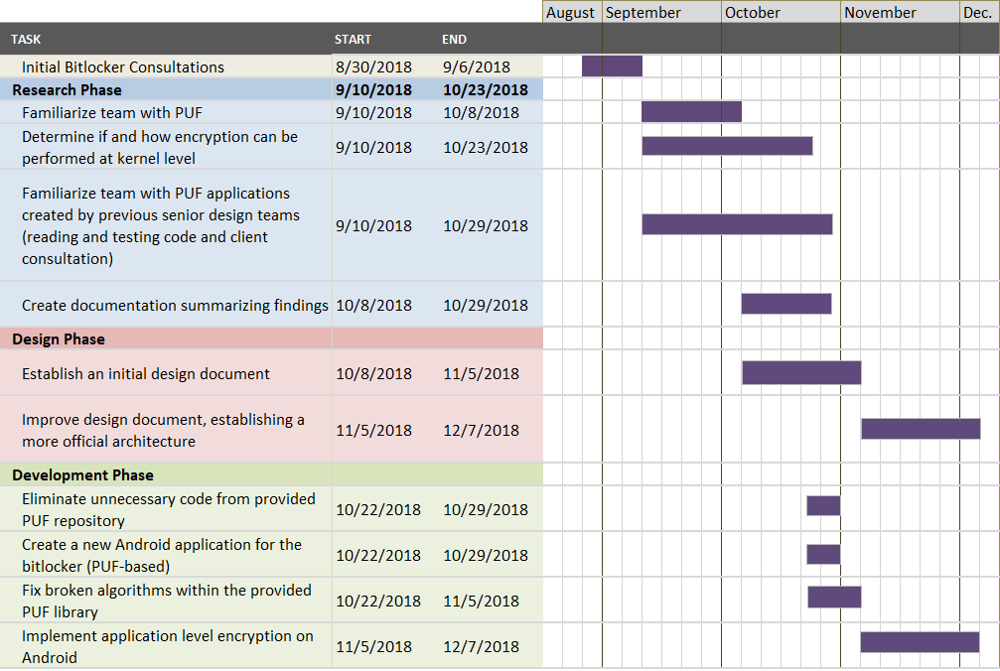 August September October November Dec.
TASK START END
Initial Bitlocker Consultations 8/30/2018 9/6/2018
Research Phase 9/10/2018 10/23/2018
Familiarize team with PUF 9/10/2018 10/8/2018
Determine if and how encryption can be
performed at kernel level 9/10/2018 10/23/2018
Familiarize team with PUF applications
created by previous senior design teams
(reading and testing code and client
consultation) 9/10/2018 10/29/2018
Create documentation summarizing findings 10/8/2018 10/29/2018
Design Phase
Establish an initial design document 10/8/2018 11/5/2018
Improve design document, establishing a
more official architecture 11/5/2018 12/7/2018
Development Phase
Eliminate unnecessary code from provided
PUF repository 10/22/2018 10/29/2018
Create a new Android application for the
bitlocker (PUF-based) 10/22/2018 10/29/2018
Fix broken algorithms within the provided
PUF library 10/22/2018 11/5/2018
Implement application level encryption on
Android 11/5/2018 12/7/2018